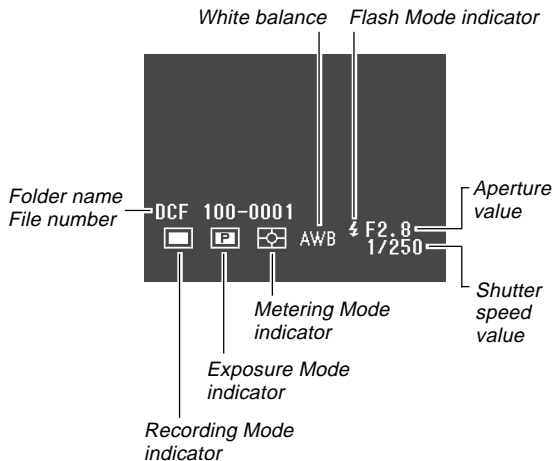 White balance
Flash Mode indicator
Folder name
File number
DCF 100-0001
P
AWB
F2.8
1/250
Aperture
value
Shutter
speed
value
Metering Mode
indicator
Exposure Mode
indicator
Recording Mode
indicator